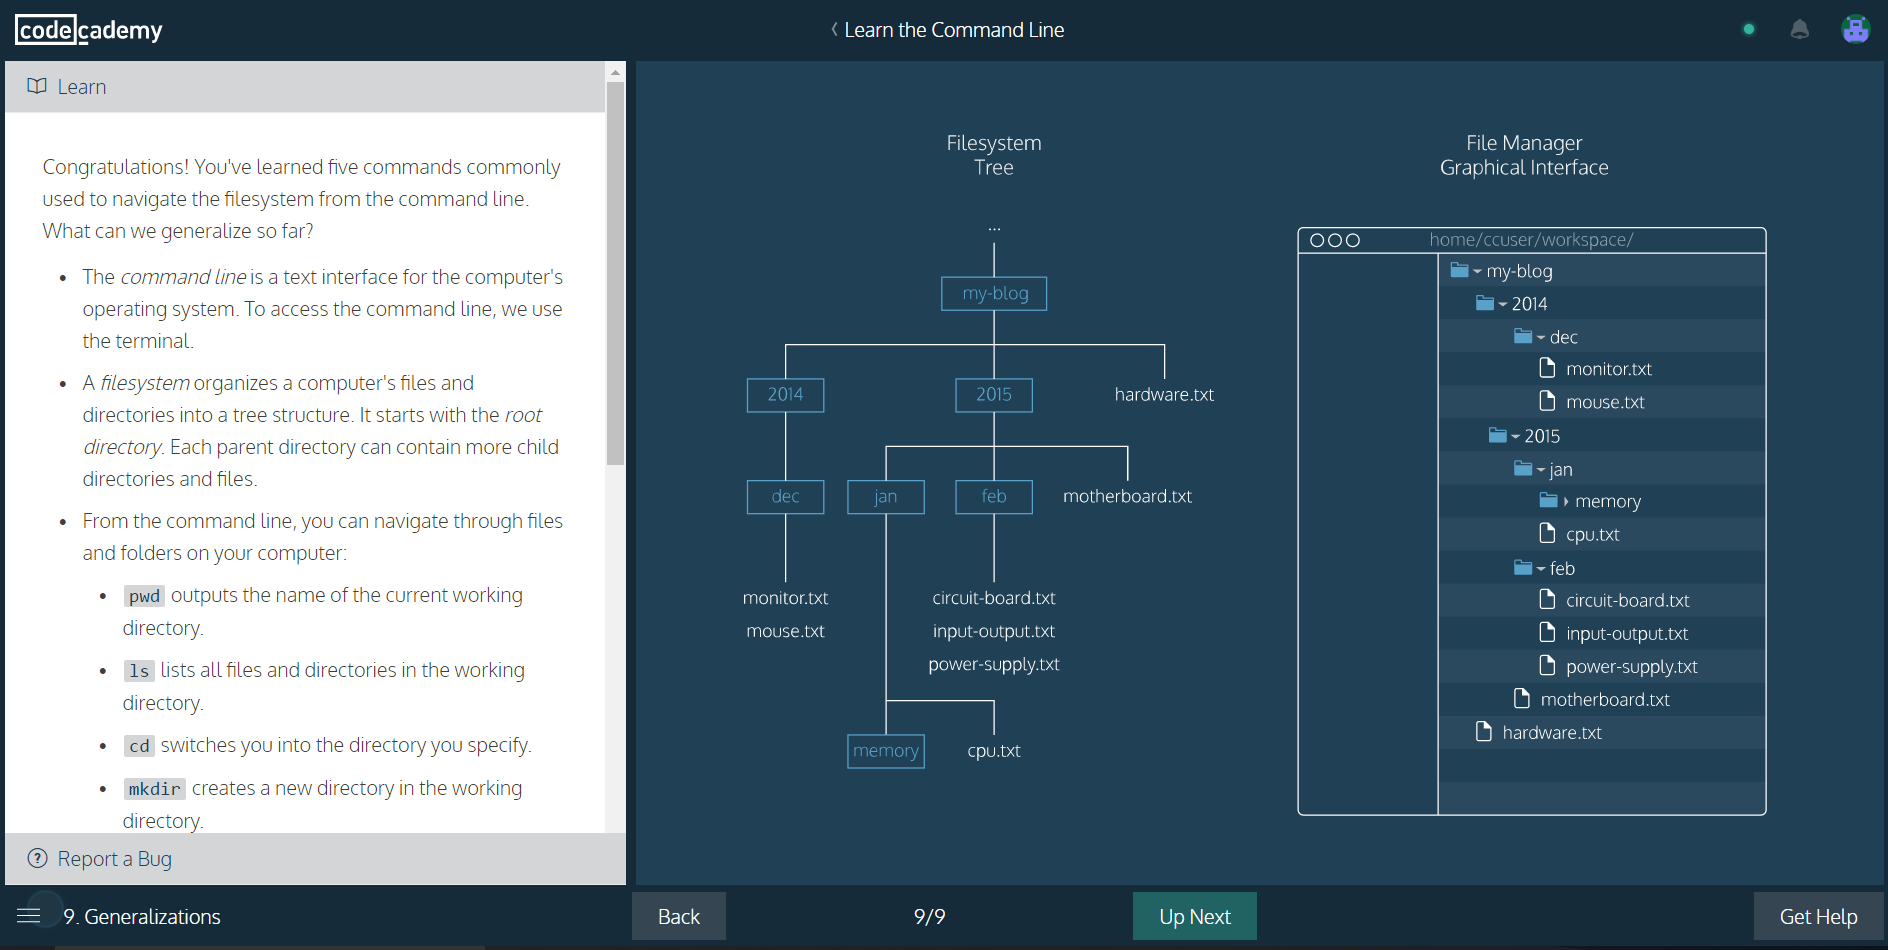 codecademy
Learn the Command Line
Learn
Congratulations! You've learned five commands commonly
used to navigate the filesystem from the command line.
What can we generalize so far?
• The command line is a text interface for the computer's
operating system. To access the command line, we use
the terminal.
• A filesystem organizes a computer's files and
directories into a tree structure. It starts with the root
directory. Each parent directory can contain more child
directories and files.
• From the command line, you can navigate through files
and folders on your computer:
• pwd outputs the name of the current working
directory.
• ls lists all files and directories in the working
directory.
• cd switches you into the directory you specify.
• mkdir creates a new directory in the working
directory.
Report a Bug
Filesystem
Tree
...
my-blog
2014
2015
hardware.txt
dec
jan
feb
motherboard.txt
monitor.txt
mouse.txt
circuit-board.txt
input-output.txt
power-supply.txt
memory
cpu.txt
File Manager
Graphical Interface
home/ccuser/workspace/
my-blog
2014
dec
monitor.txt
mouse.txt
2015
jan
memory
cpu.txt
feb
circuit-board.txt
input-output.txt
power-supply.txt
motherboard.txt
hardware.txt
9. Generalizations
Back
9/9
Up Next
Get Help